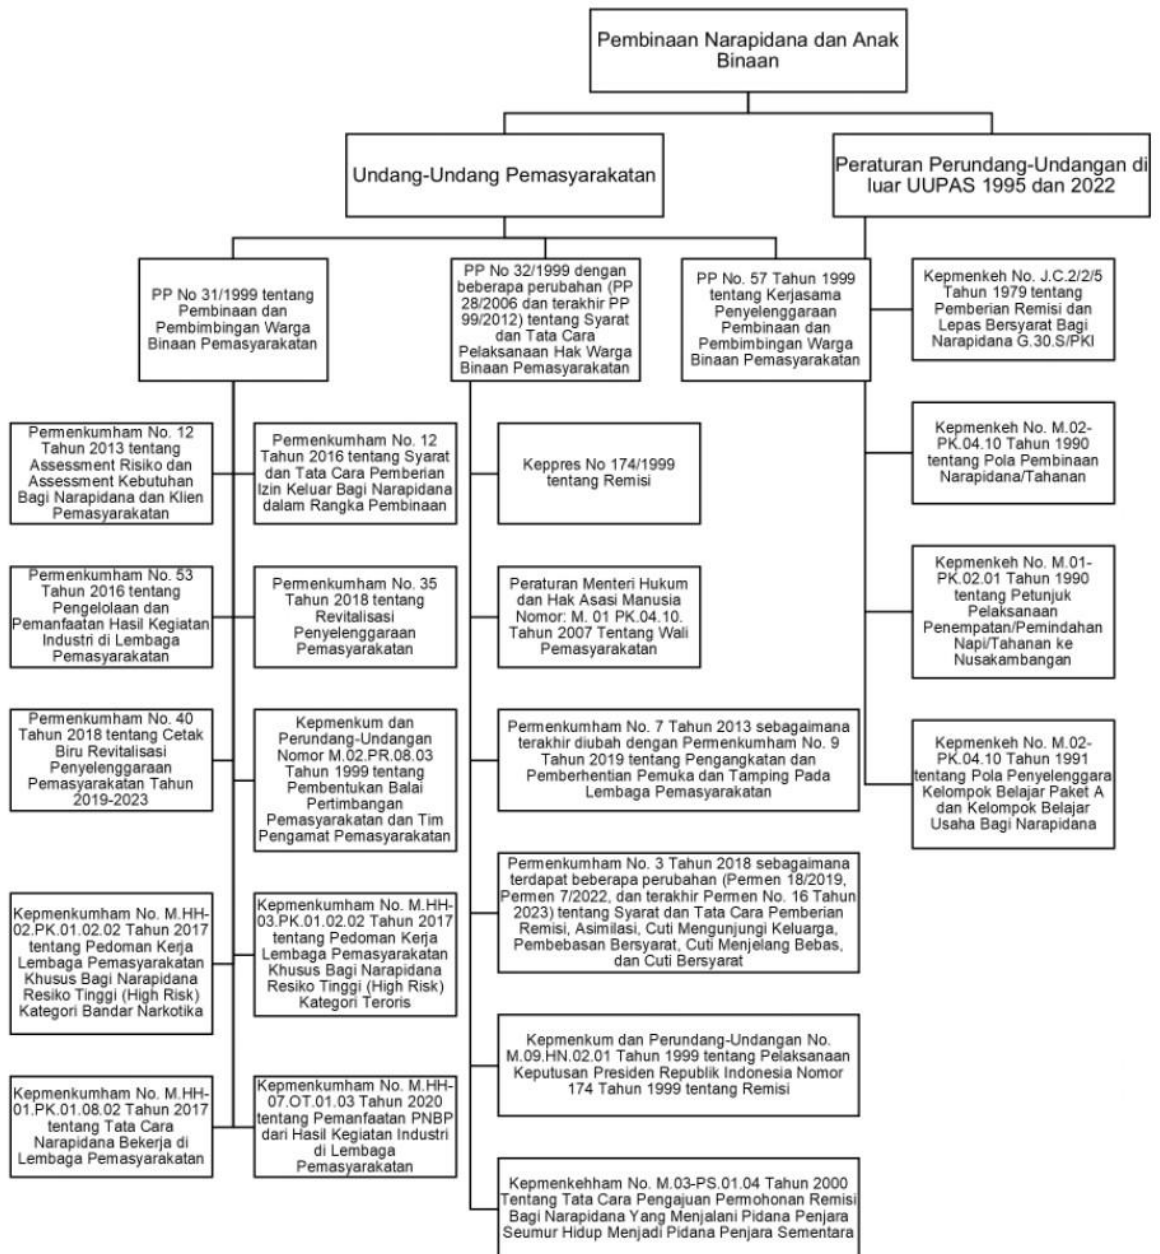 Pembinaan Narapidana dan Anak
Binaan
Undang-Undang Pemasyarakatan
Peraturan Perundang-Undangan di
luar UUPAS 1995 dan 2022
PP No 31/1999 tentang
Pembinaan dan
Pembimbingan Warga
Binaan Pemasyarakatan
PP No 32/1999 dengan
beberapa perubahan (PP
28/2006 dan terakhir PP
99/2012) tentang Syarat
dan Tata Cara
Pelaksanaan Hak Warga
Binaan Pemasyarakatan
PP No. 57 Tahun 1999
tentang Kerjasama
Penyelenggaraan
Pembinaan dan
Pembimbingan Warga
Binaan Pemasyarakatan
Kepmenkeh No. J.C.2/2/5
Tahun 1979 tentang
Pemberian Remisi dan
Lepas Bersyarat Bagi
Narapidana G.30.S/PKI
Permenkumham No. 12
Tahun 2013 tentang
Assessment Risiko dan
Assessment Kebutuhan
Bagi Narapidana dan Klien
Pemasyarakatan
Permenkumham No. 12
Tahun 2016 tentang Syarat
dan Tata Cara Pemberian
Izin Keluar Bagi Narapidana
dalam Rangka Pembinaan
Keppres No 174/1999
tentang Remisi
Kepmenkeh No. M.02-
PK.04.10 Tahun 1990
tentang Pola Pembinaan
Narapidana/Tahanan
Permenkumham No. 53
Tahun 2016 tentang
Pengelolaan dan
Pemanfaatan Hasil Kegiatan
Industri di Lembaga
Pemasyarakatan
Permenkumham No. 35
Tahun 2018 tentang
Revitalisasi
Penyelenggaraan
Pemasyarakatan
Peraturan Menteri Hukum
dan Hak Asasi Manusia
Nomor: M. 01 PK.04.10.
Tahun 2007 Tentang Wali
Pemasyarakatan
Kepmenkeh No. M.01-
PK.02.01 Tahun 1990
tentang Petunjuk
Pelaksanaan
Penempatan/Pemindahan
Napi/Tahanan ke
Nusakambangan
Permenkumham No. 40
Tahun 2018 tentang Cetak
Biru Revitalisasi
Penyelenggaraan
Pemasyarakatan Tahun
2019-2023
Kepmenkum dan
Perundang-Undangan
Nomor M.02.PR.08.03
Tahun 1999 tentang
Pembentukan Balai
Pertimbangan
Pemasyarakatan dan Tim
Pengamat Pemasyarakatan
Permenkumham No. 7 Tahun 2013 sebagaimana
terakhir diubah dengan Permenkumham No. 9
Tahun 2019 tentang Pengangkatan dan
Pemberhentian Pemuka dan Tamping Pada
Lembaga Pemasyarakatan
Kepmenkeh No. M.02-
PK.04.10 Tahun 1991
tentang Pola Penyelenggara
Kelompok Belajar Paket A
dan Kelompok Belajar
Usaha Bagi Narapidana
Kepmenkumham No. M.HH-
02.PK.01.02.02 Tahun 2017
tentang Pedoman Kerja
Lembaga Pemasyarakatan
Khusus Bagi Narapidana
Resiko Tinggi (High Risk)
Kategori Bandar Narkotika
Kepmenkumham No. M.HH-
03.PK.01.02.02 Tahun 2017
tentang Pedoman Kerja
Lembaga Pemasyarakatan
Khusus Bagi Narapidana
Resiko Tinggi (High Risk)
Kategori Teroris
Permenkumham No. 3 Tahun 2018 sebagaimana
terdapat beberapa perubahan (Permen 18/2019,
Permen 7/2022, dan terakhir Permen No. 16 Tahun
2023) tentang Syarat dan Tata Cara Pemberian
Remisi, Asimilasi, Cuti Mengunjungi Keluarga,
Pembebasan Bersyarat, Cuti Menjelang Bebas,
dan Cuti Bersyarat
Kepmenkum dan Perundang-Undangan No.
M.09.HN.02.01 Tahun 1999 tentang Pelaksanaan
Keputusan Presiden Republik Indonesia Nomor
174 Tahun 1999 tentang Remisi
Kepmenkumham No. M.HH-
01.PK.01.08.02 Tahun 2017
tentang Tata Cara
Narapidana Bekerja di
Lembaga Pemasyarakatan
Kepmenkumham No. M.HH-
07.OT.01.03 Tahun 2020
tentang Pemanfaatan PNBP
dari Hasil Kegiatan Industri
di Lembaga
Pemasyarakatan
Kepmenkehham No. M.03-PS.01.04 Tahun 2000
Tentang Tata Cara Pengajuan Permohonan Remisi
Bagi Narapidana Yang Menjalani Pidana Penjara
Seumur Hidup Menjadi Pidana Penjara Sementara